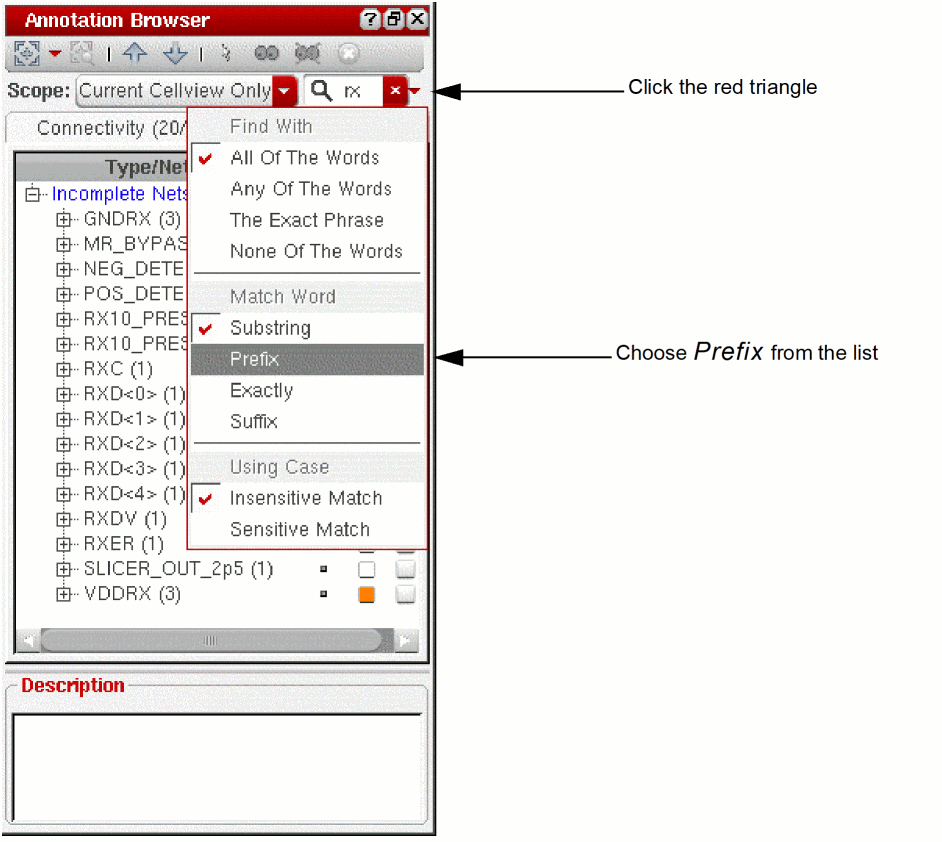 Annotation Browser
Scope: Current Cellview Only rx
Click the red triangle
Connectivity (20/
Find With
All Of The Words
Any Of The Words
The Exact Phrase
None Of The Words
Match Word
Substring
Prefix
Choose Prefix from the list
Exactly
Suffix
Using Case
Insensitive Match
Sensitive Match
Type/Net
Incomplete Nets
GNDRX (3)
MR_BYPAS
NEG_DETE
POS_DETE
RX10_PRES
RX10_PRES
RXC (1)
RXD<0> (1)
RXD<1> (1)
RXD<2> (1)
RXD<3> (1)
RXD<4> (1)
RXDV (1)
RXER (1)
SLICER_OUT_2p5 (1)
VDDRX (3)
Description